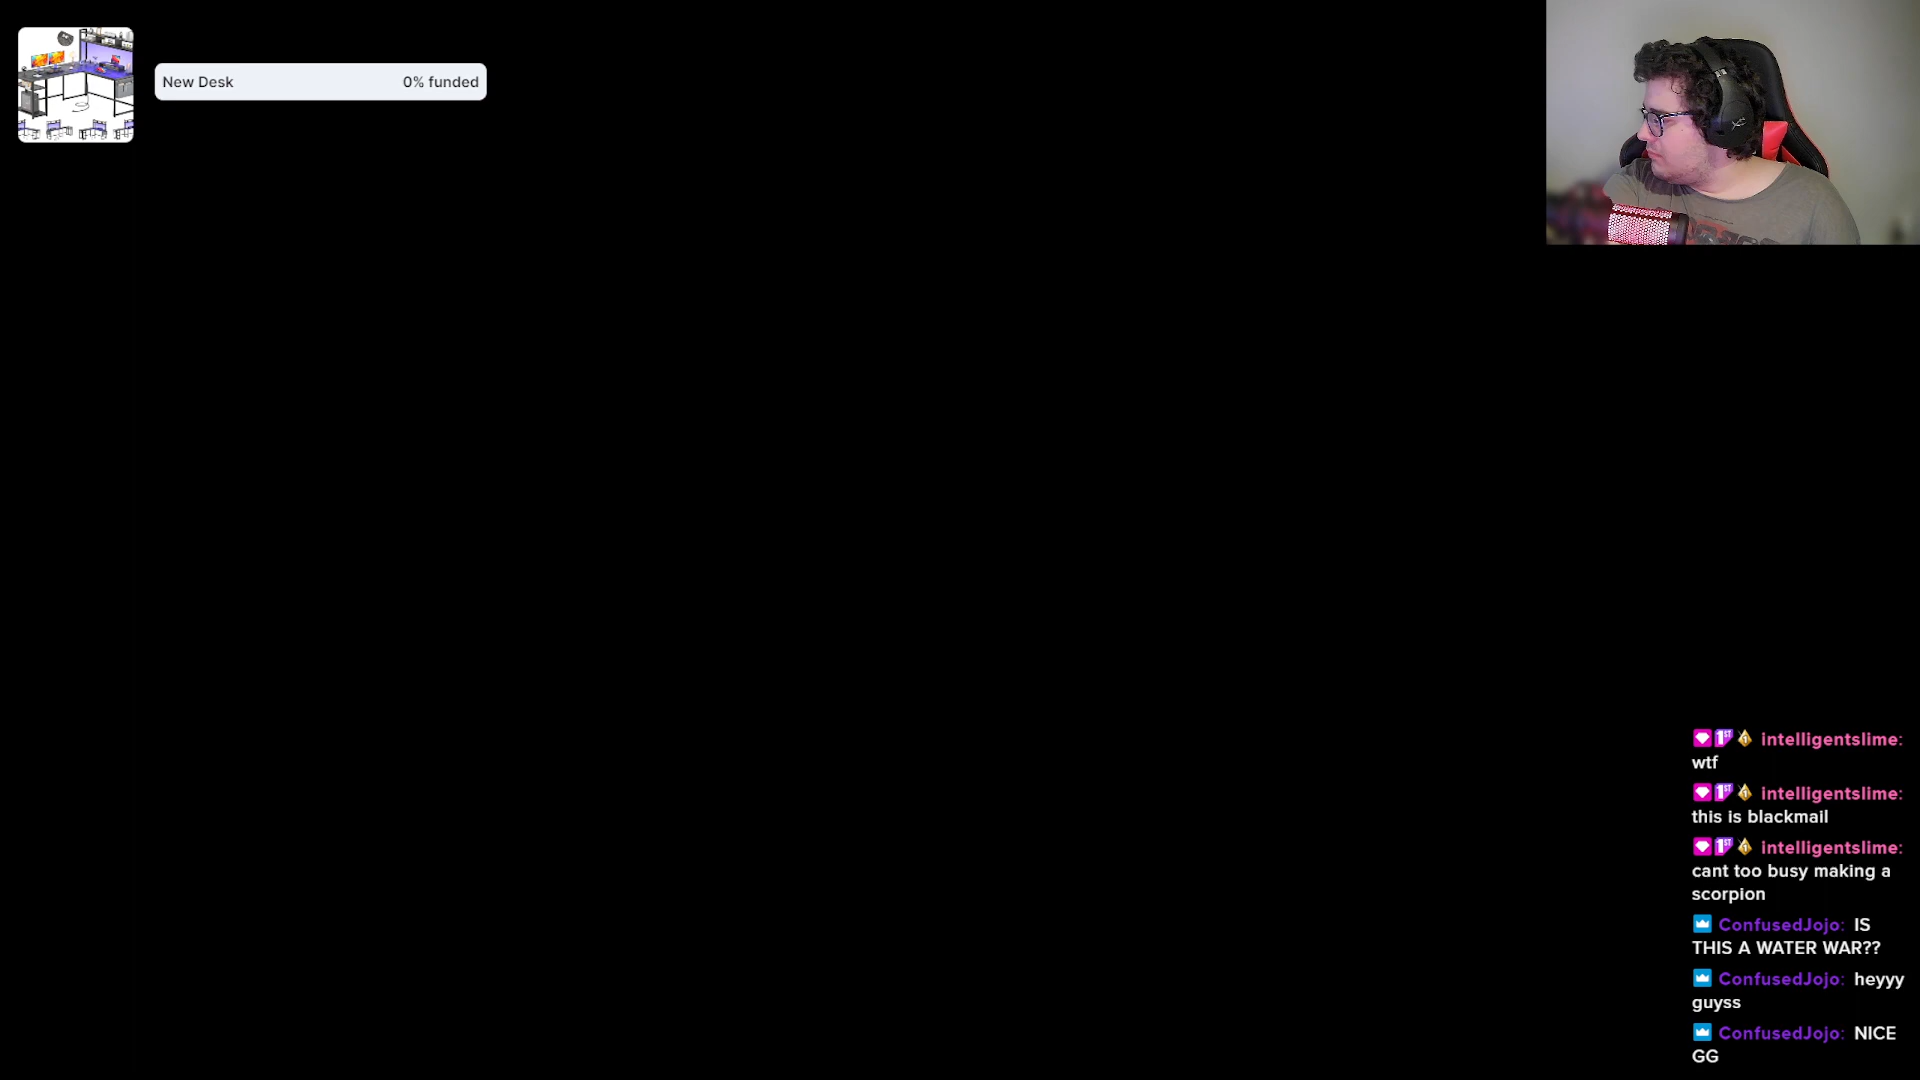 New Desk 0% funded
intelligentslime:
wtf
intelligentslime:
this is blackmail
intelligentslime:
cant too busy making a
scorpion
ConfusedJojo: IS
THIS A WATER WAR??
ConfusedJojo: heyyy
guyss
ConfusedJojo: NICE
GG